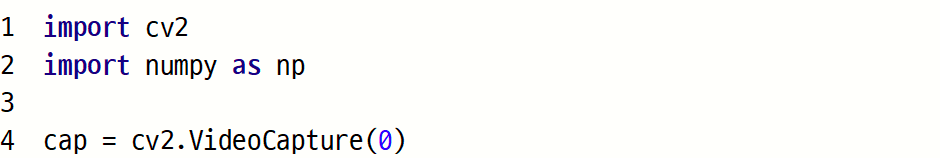 1 import cv2
2 import numpy as np
3
4 cap = cv2.VideoCapture(0)